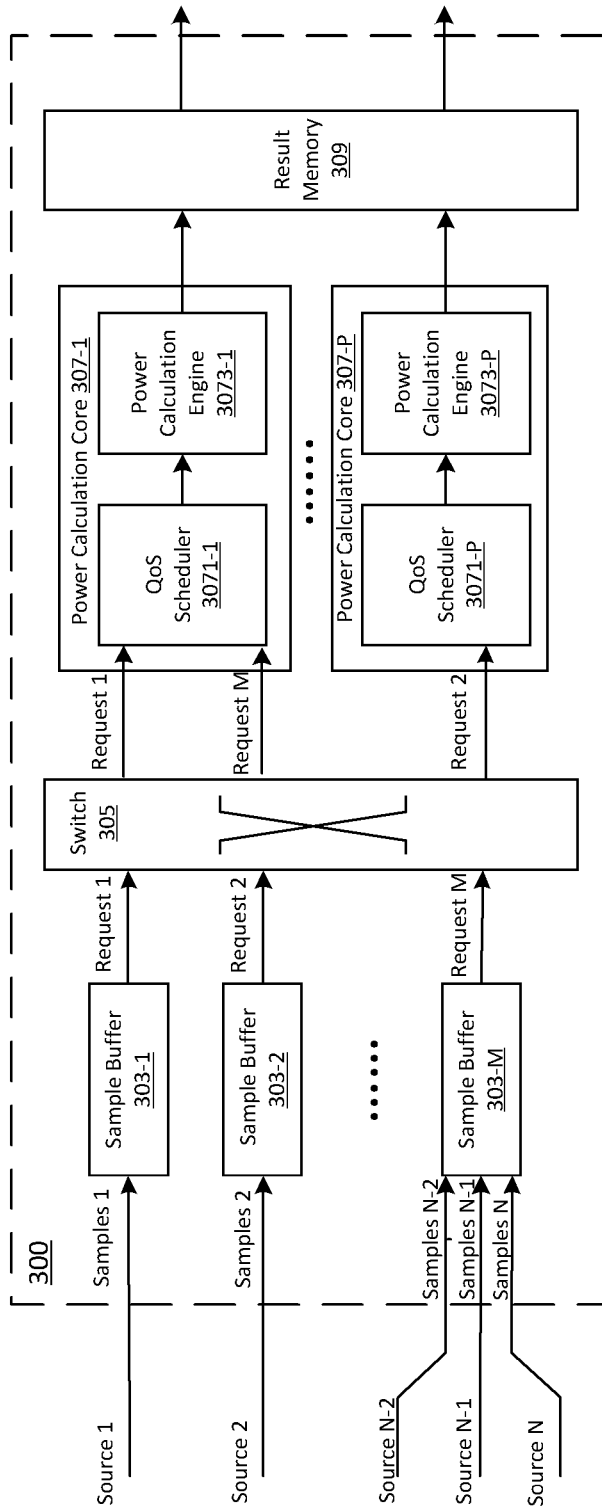 300
Source 1
Source 2
Source N-2
Source N-1
Source N
Samples 1
Samples 2
Samples N-2
Samples N-1
Samples N
Sample Buffer
303-1
Sample Buffer
303-2
Sample Buffer
303-M
Request 1
Request 2
Request M
Switch
305
Request 1
Request M
Request 2
Power Calculation Core 307-1
QoS
Scheduler
3071-1
Power
Calculation
Engine
3073-1
Power Calculation Core 307-P
QoS
Scheduler
3071-P
Power
Calculation
Engine
3073-P
Result
Memory
309